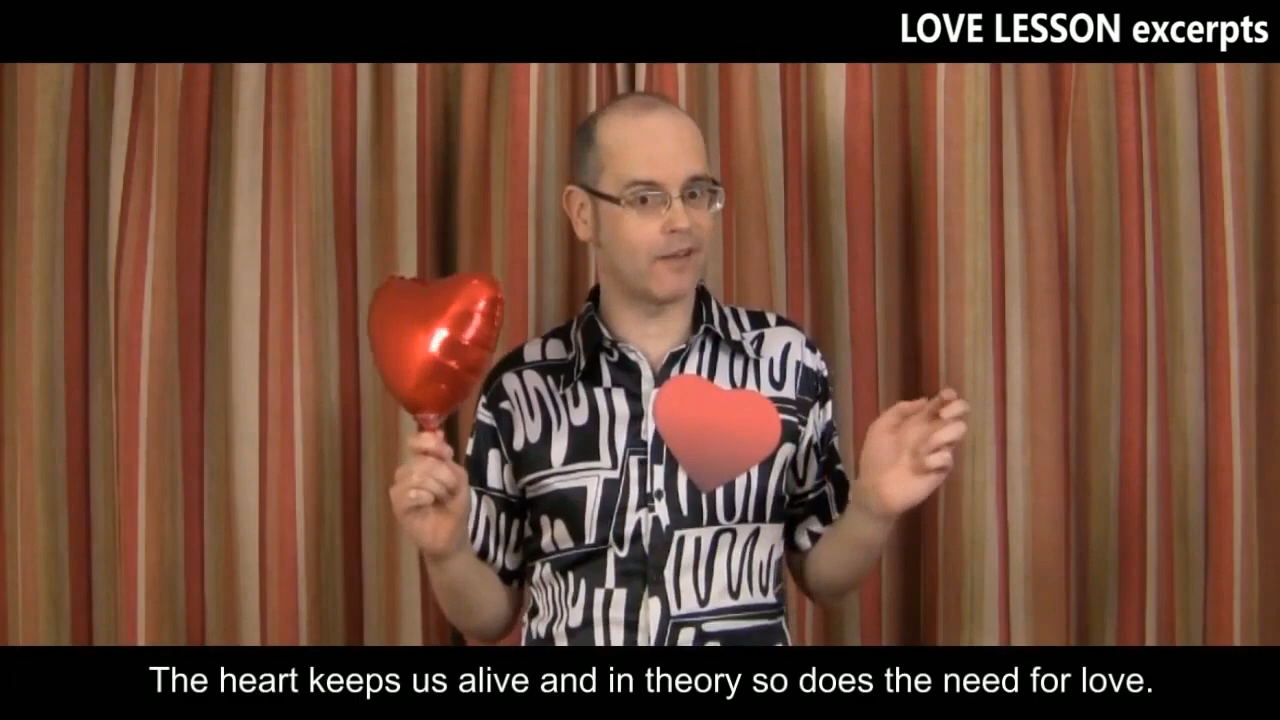 LOVE LESSON excerpts
The heart keeps us alive and in theory so does the need for love.